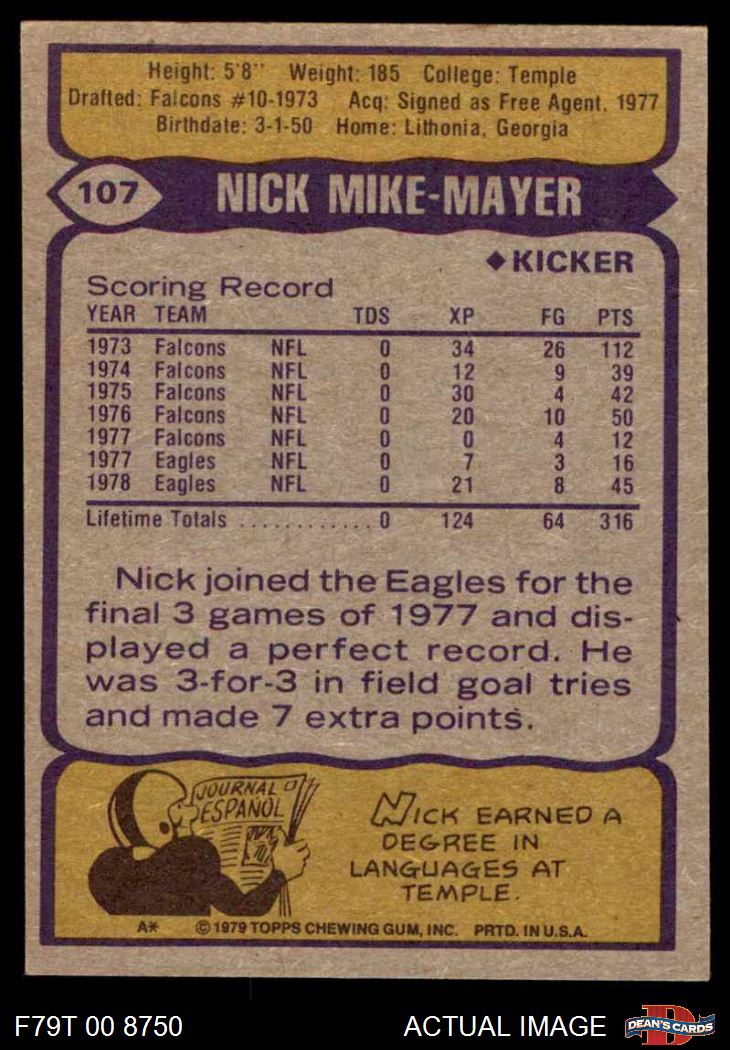 Height: 5'8" Weight: 185 College: Temple
Drafted: Falcons #10-1973 Acq: Signed as Free Agent, 1977
Birthdate: 3-1-50 Home: Lithonia, Georgia
107 NICK MIKE-MAYER
◆KICKER
Scoring Record
YEAR TEAM TDS XP FG PTS
1973 Falcons NFL 0 34 26 112
1974 Falcons NFL 0 12 9 39
1975 Falcons NFL 0 30 4 42
1976 Falcons NFL 0 20 10 50
1977 Falcons NFL 0 0 4 12
1977 Eagles NFL 0 7 3 16
1978 Eagles NFL 0 21 8 45
Lifetime Totals ............ 0 124 64 316
Nick joined the Eagles for the
final 3 games of 1977 and dis-
played a perfect record. He
was 3-for-3 in field goal tries
and made 7 extra points.
JOURNAL
ESPAÑOL
NICK EARNED A
DEGREE IN
LANGUAGES AT
TEMPLE.
A* ©1979 TOPPS CHEWING GUM, INC. PRTD. IN U.S.A.
F79T 00 8750 ACTUAL IMAGE D DEAN'S CARDS